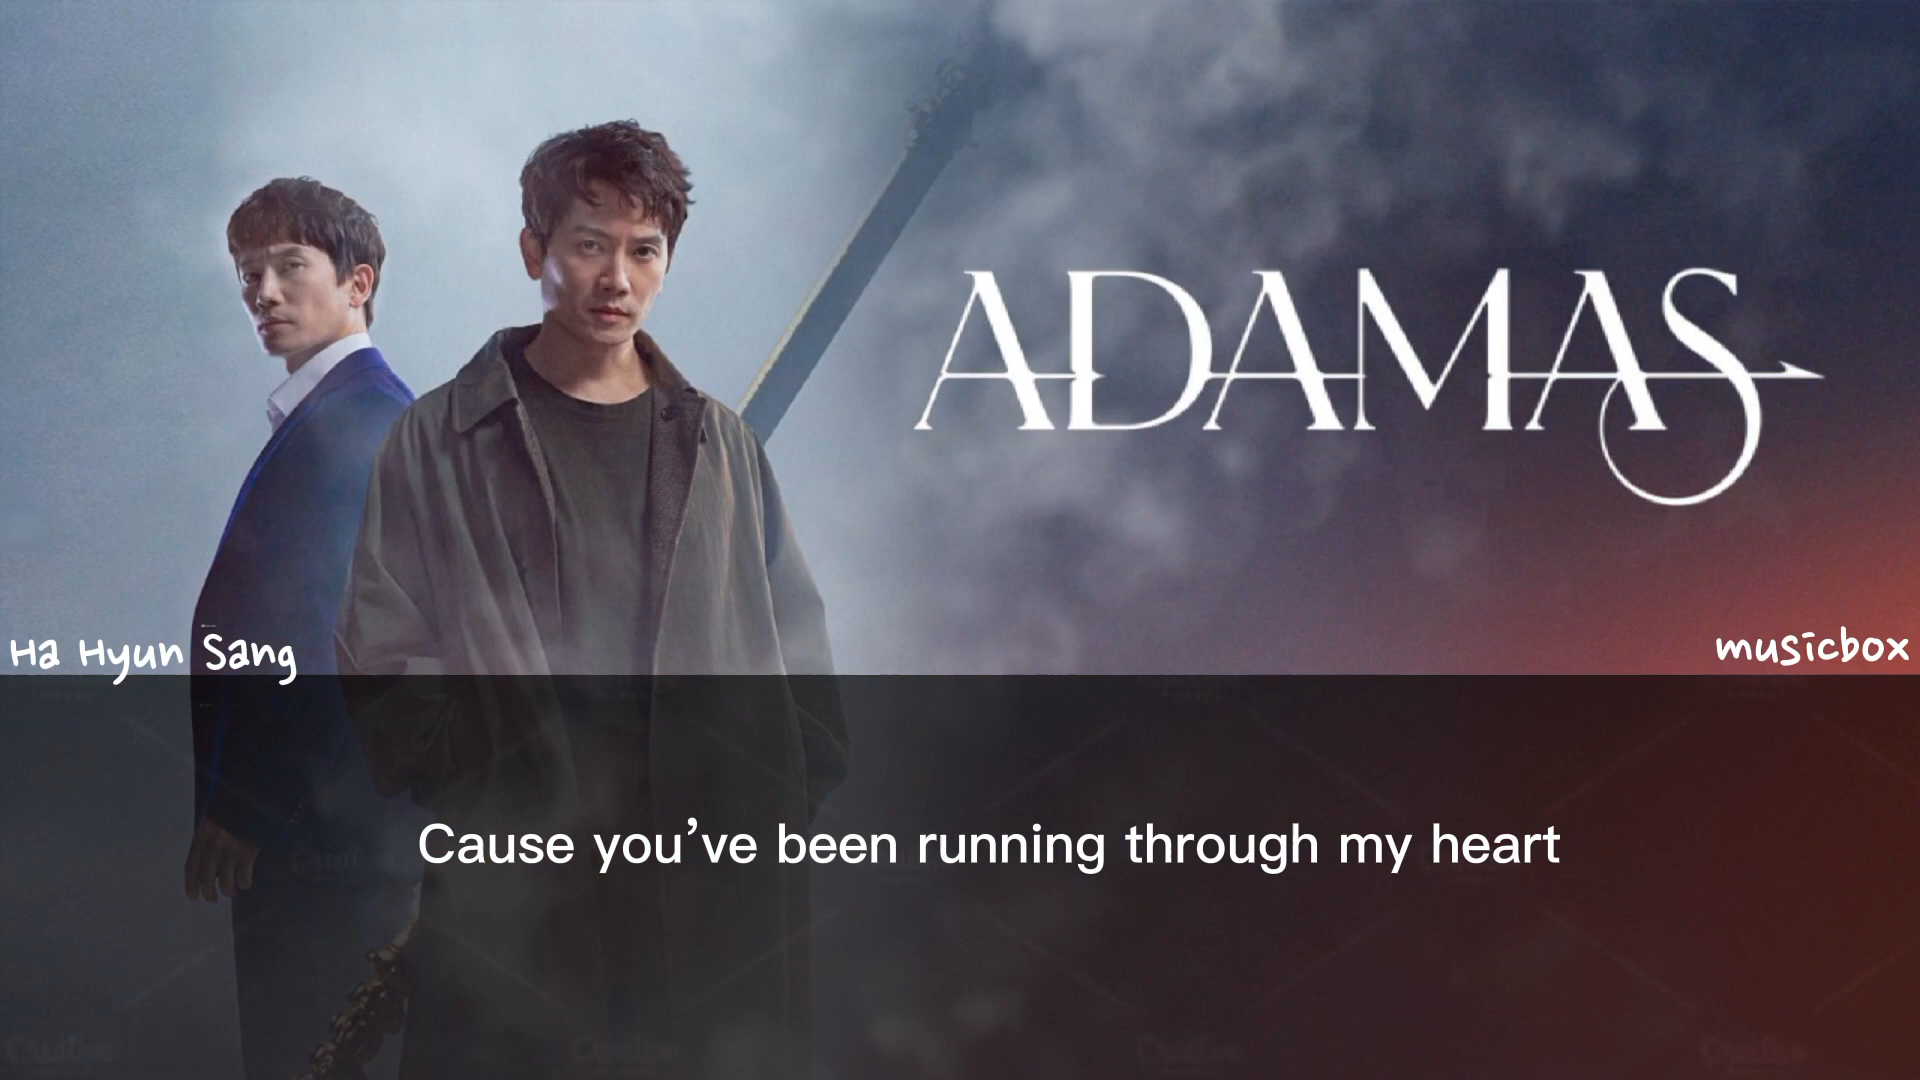 ADAMAS
Ha Hyun Sang
musicbox
Cause you’ve been running through my heart